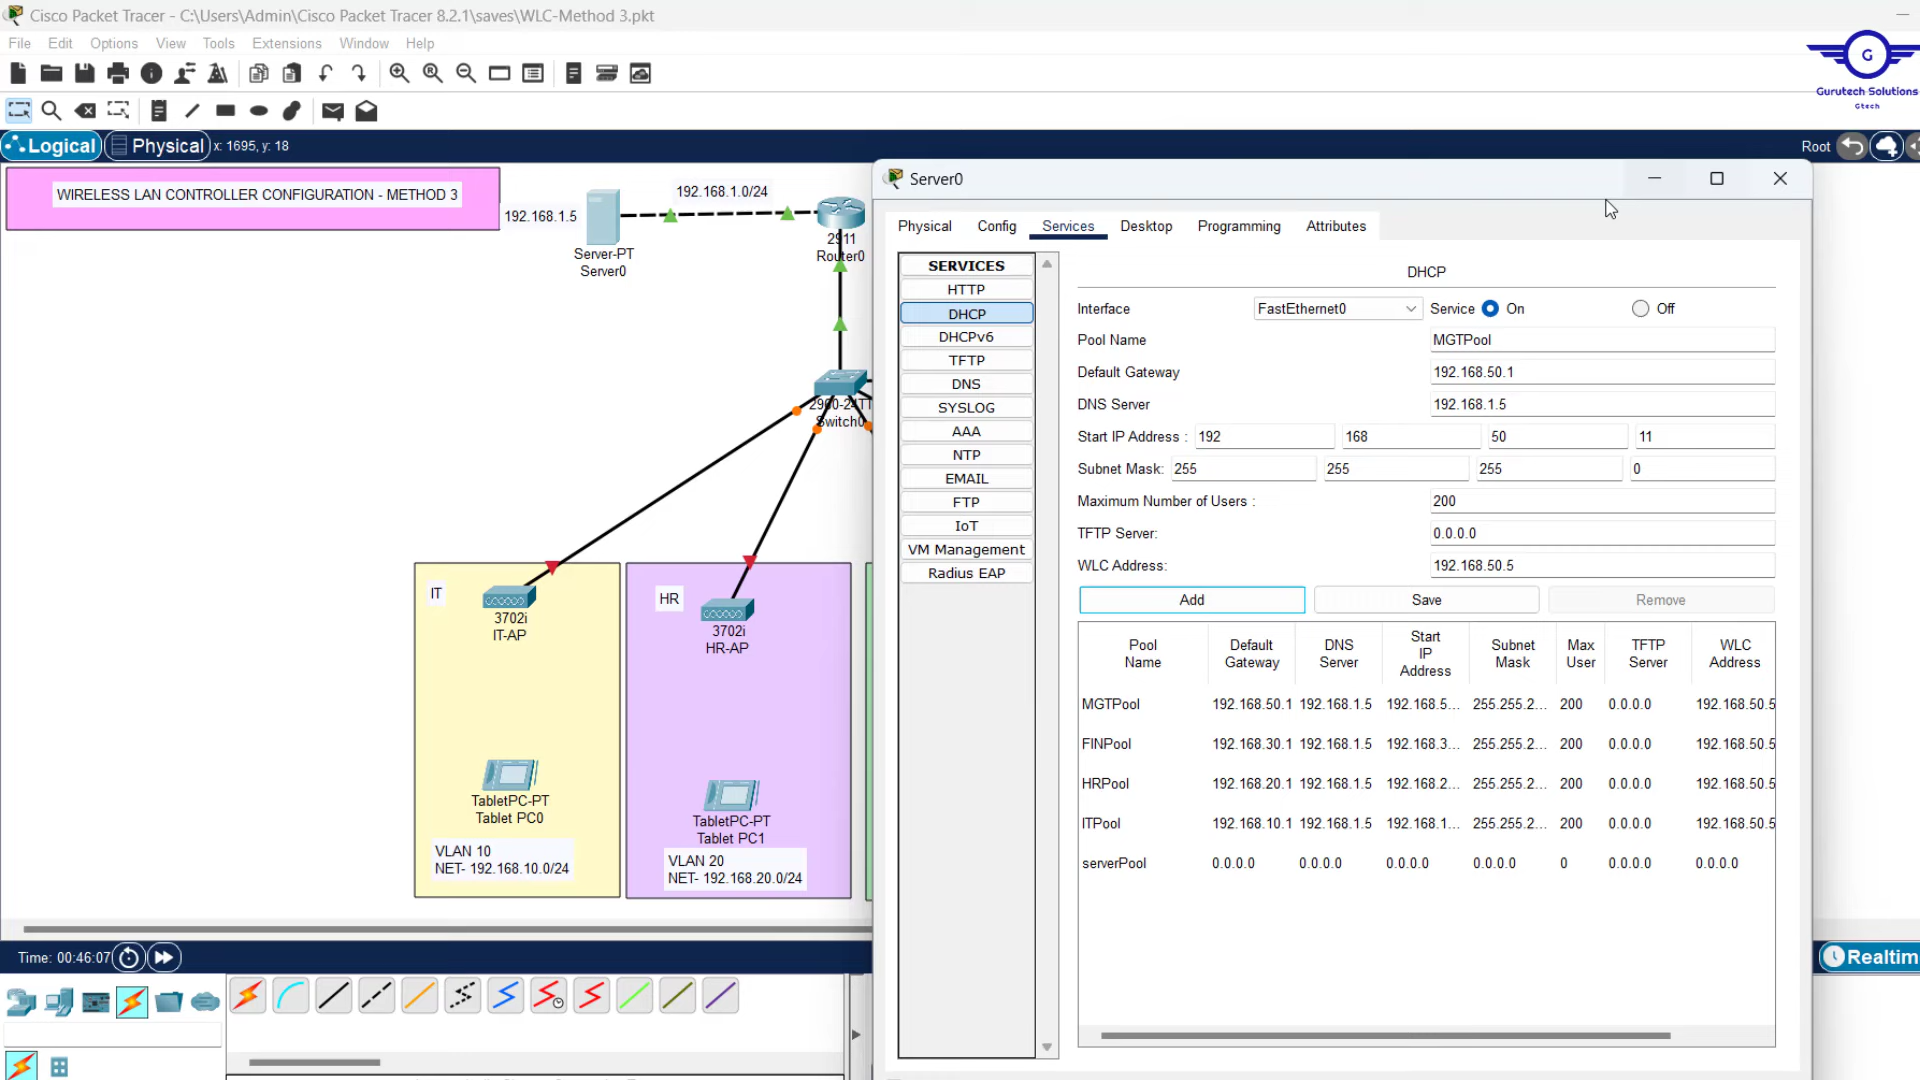 Cisco Packet Tracer - C:\Users\Admin\Cisco Packet Tracer 8.2.1\saves\WLC-Method 3.pkt
File Edit Options View Tools Extensions Window Help
G
Gurutech Solutions
Gtech
Logical Physical x: 1695, y: 18
Root
WIRELESS LAN CONTROLLER CONFIGURATION - METHOD 3
192.168.1.5
192.168.1.0/24
Server-PT
Server0
2911
Router0
2960-24TT
Switch0
IT
3702i
IT-AP
TabletPC-PT
Tablet PC0
VLAN 10
NET- 192.168.10.0/24
HR
3702i
HR-AP
TabletPC-PT
Tablet PC1
VLAN 20
NET- 192.168.20.0/24
Server0
Physical Config Services Desktop Programming Attributes
SERVICES
HTTP
DHCP
DHCPv6
TFTP
DNS
SYSLOG
AAA
NTP
EMAIL
FTP
IoT
VM Management
Radius EAP
DHCP
Interface FastEthernet0 Service On Off
Pool Name MGTPool
Default Gateway 192.168.50.1
DNS Server 192.168.1.5
Start IP Address : 192 168 50 11
Subnet Mask: 255 255 255 0
Maximum Number of Users : 200
TFTP Server: 0.0.0.0
WLC Address: 192.168.50.5
Add Save Remove
Pool Name Default Gateway DNS Server Start IP Address Subnet Mask Max User TFTP Server WLC Address
MGTPool 192.168.50.1 192.168.1.5 192.168.5... 255.255.2... 200 0.0.0.0 192.168.50.5
FINPool 192.168.30.1 192.168.1.5 192.168.3... 255.255.2... 200 0.0.0.0 192.168.50.5
HRPool 192.168.20.1 192.168.1.5 192.168.2... 255.255.2... 200 0.0.0.0 192.168.50.5
ITPool 192.168.10.1 192.168.1.5 192.168.1... 255.255.2... 200 0.0.0.0 192.168.50.5
serverPool 0.0.0.0 0.0.0.0 0.0.0.0 0.0.0.0 0 0.0.0.0 0.0.0.0
Time: 00:46:07
Realtim